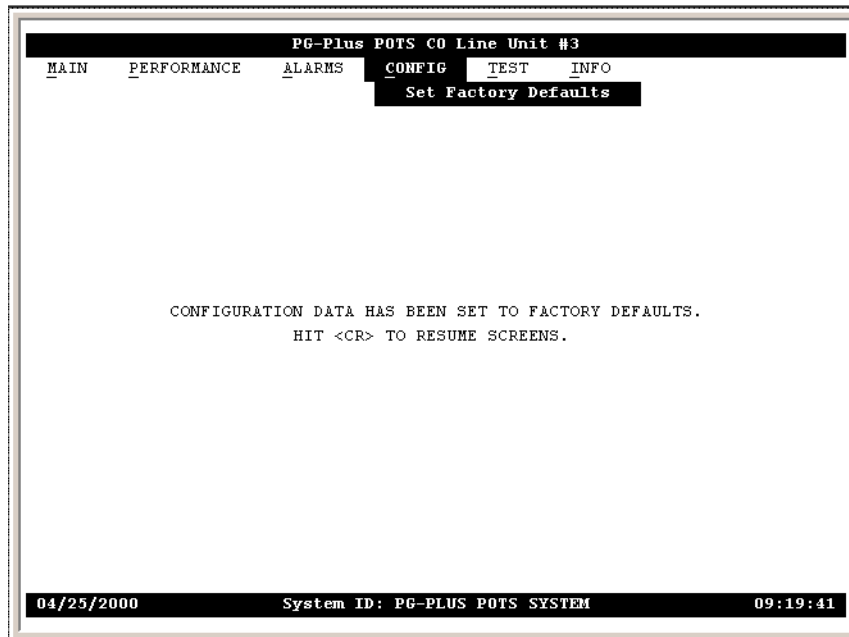 PG-Plus POTS CO Line Unit #3
MAIN PERFORMANCE ALARMS CONFIG TEST INFO
Set Factory Defaults
CONFIGURATION DATA HAS BEEN SET TO FACTORY DEFAULTS.
HIT <CR> TO RESUME SCREENS.
04/25/2000 System ID: PG-PLUS POTS SYSTEM 09:19:41